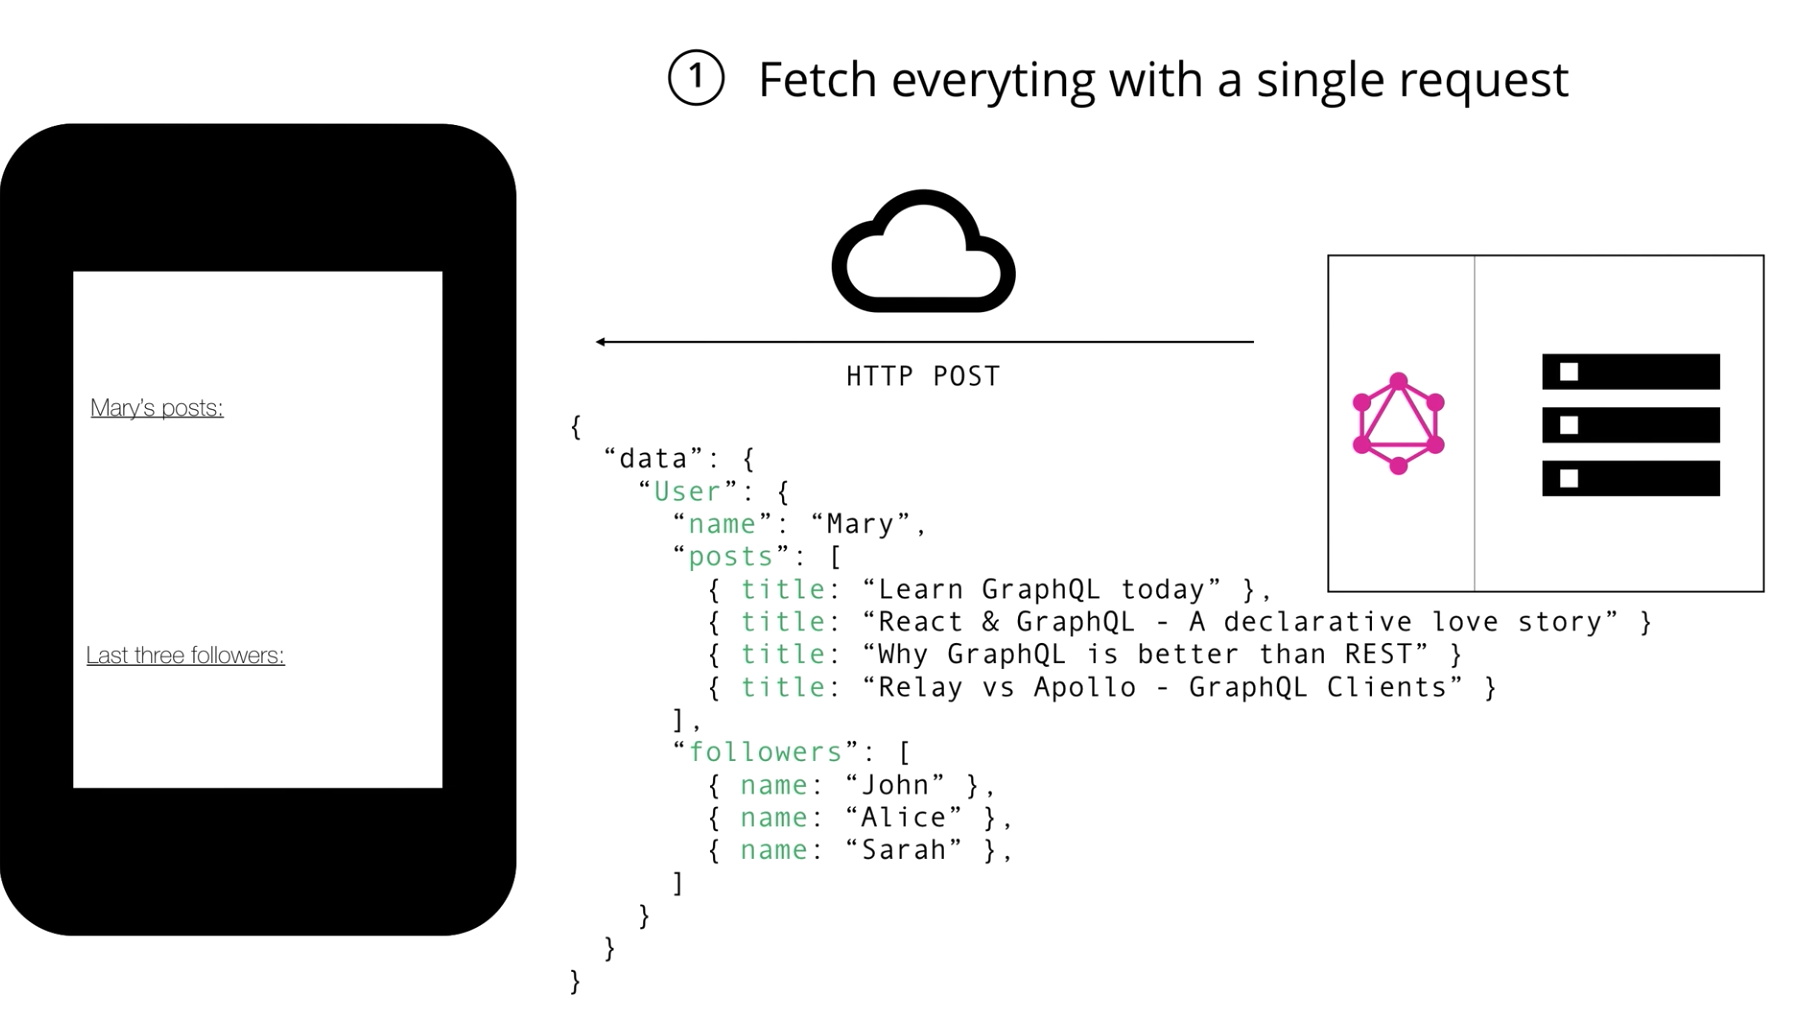 1 Fetch everyting with a single request
HTTP POST
Mary’s posts:
Last three followers:
{
  “data”: {
    “User”: {
      “name”: “Mary”,
      “posts”: [
        { title: “Learn GraphQL today” },
        { title: “React & GraphQL - A declarative love story” }
        { title: “Why GraphQL is better than REST” }
        { title: “Relay vs Apollo - GraphQL Clients” }
      ],
      “followers”: [
        { name: “John” },
        { name: “Alice” },
        { name: “Sarah” },
      ]
    }
  }
}